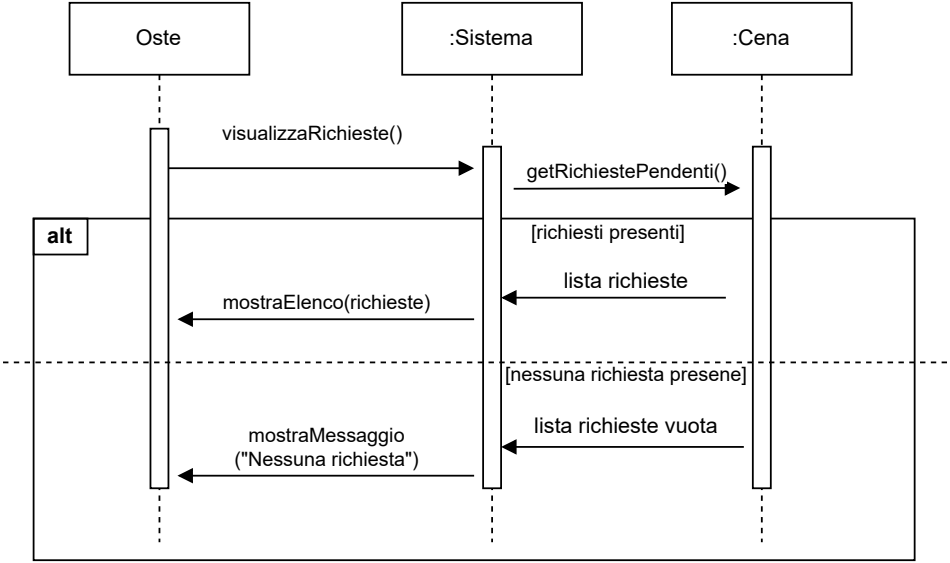 Oste
:Sistema
:Cena
visualizzaRichieste()
getRichiestePendenti()
alt
[richiesti presenti]
lista richieste
mostraElenco(richieste)
[nessuna richiesta presene]
lista richieste vuota
mostraMessaggio
("Nessuna richiesta")